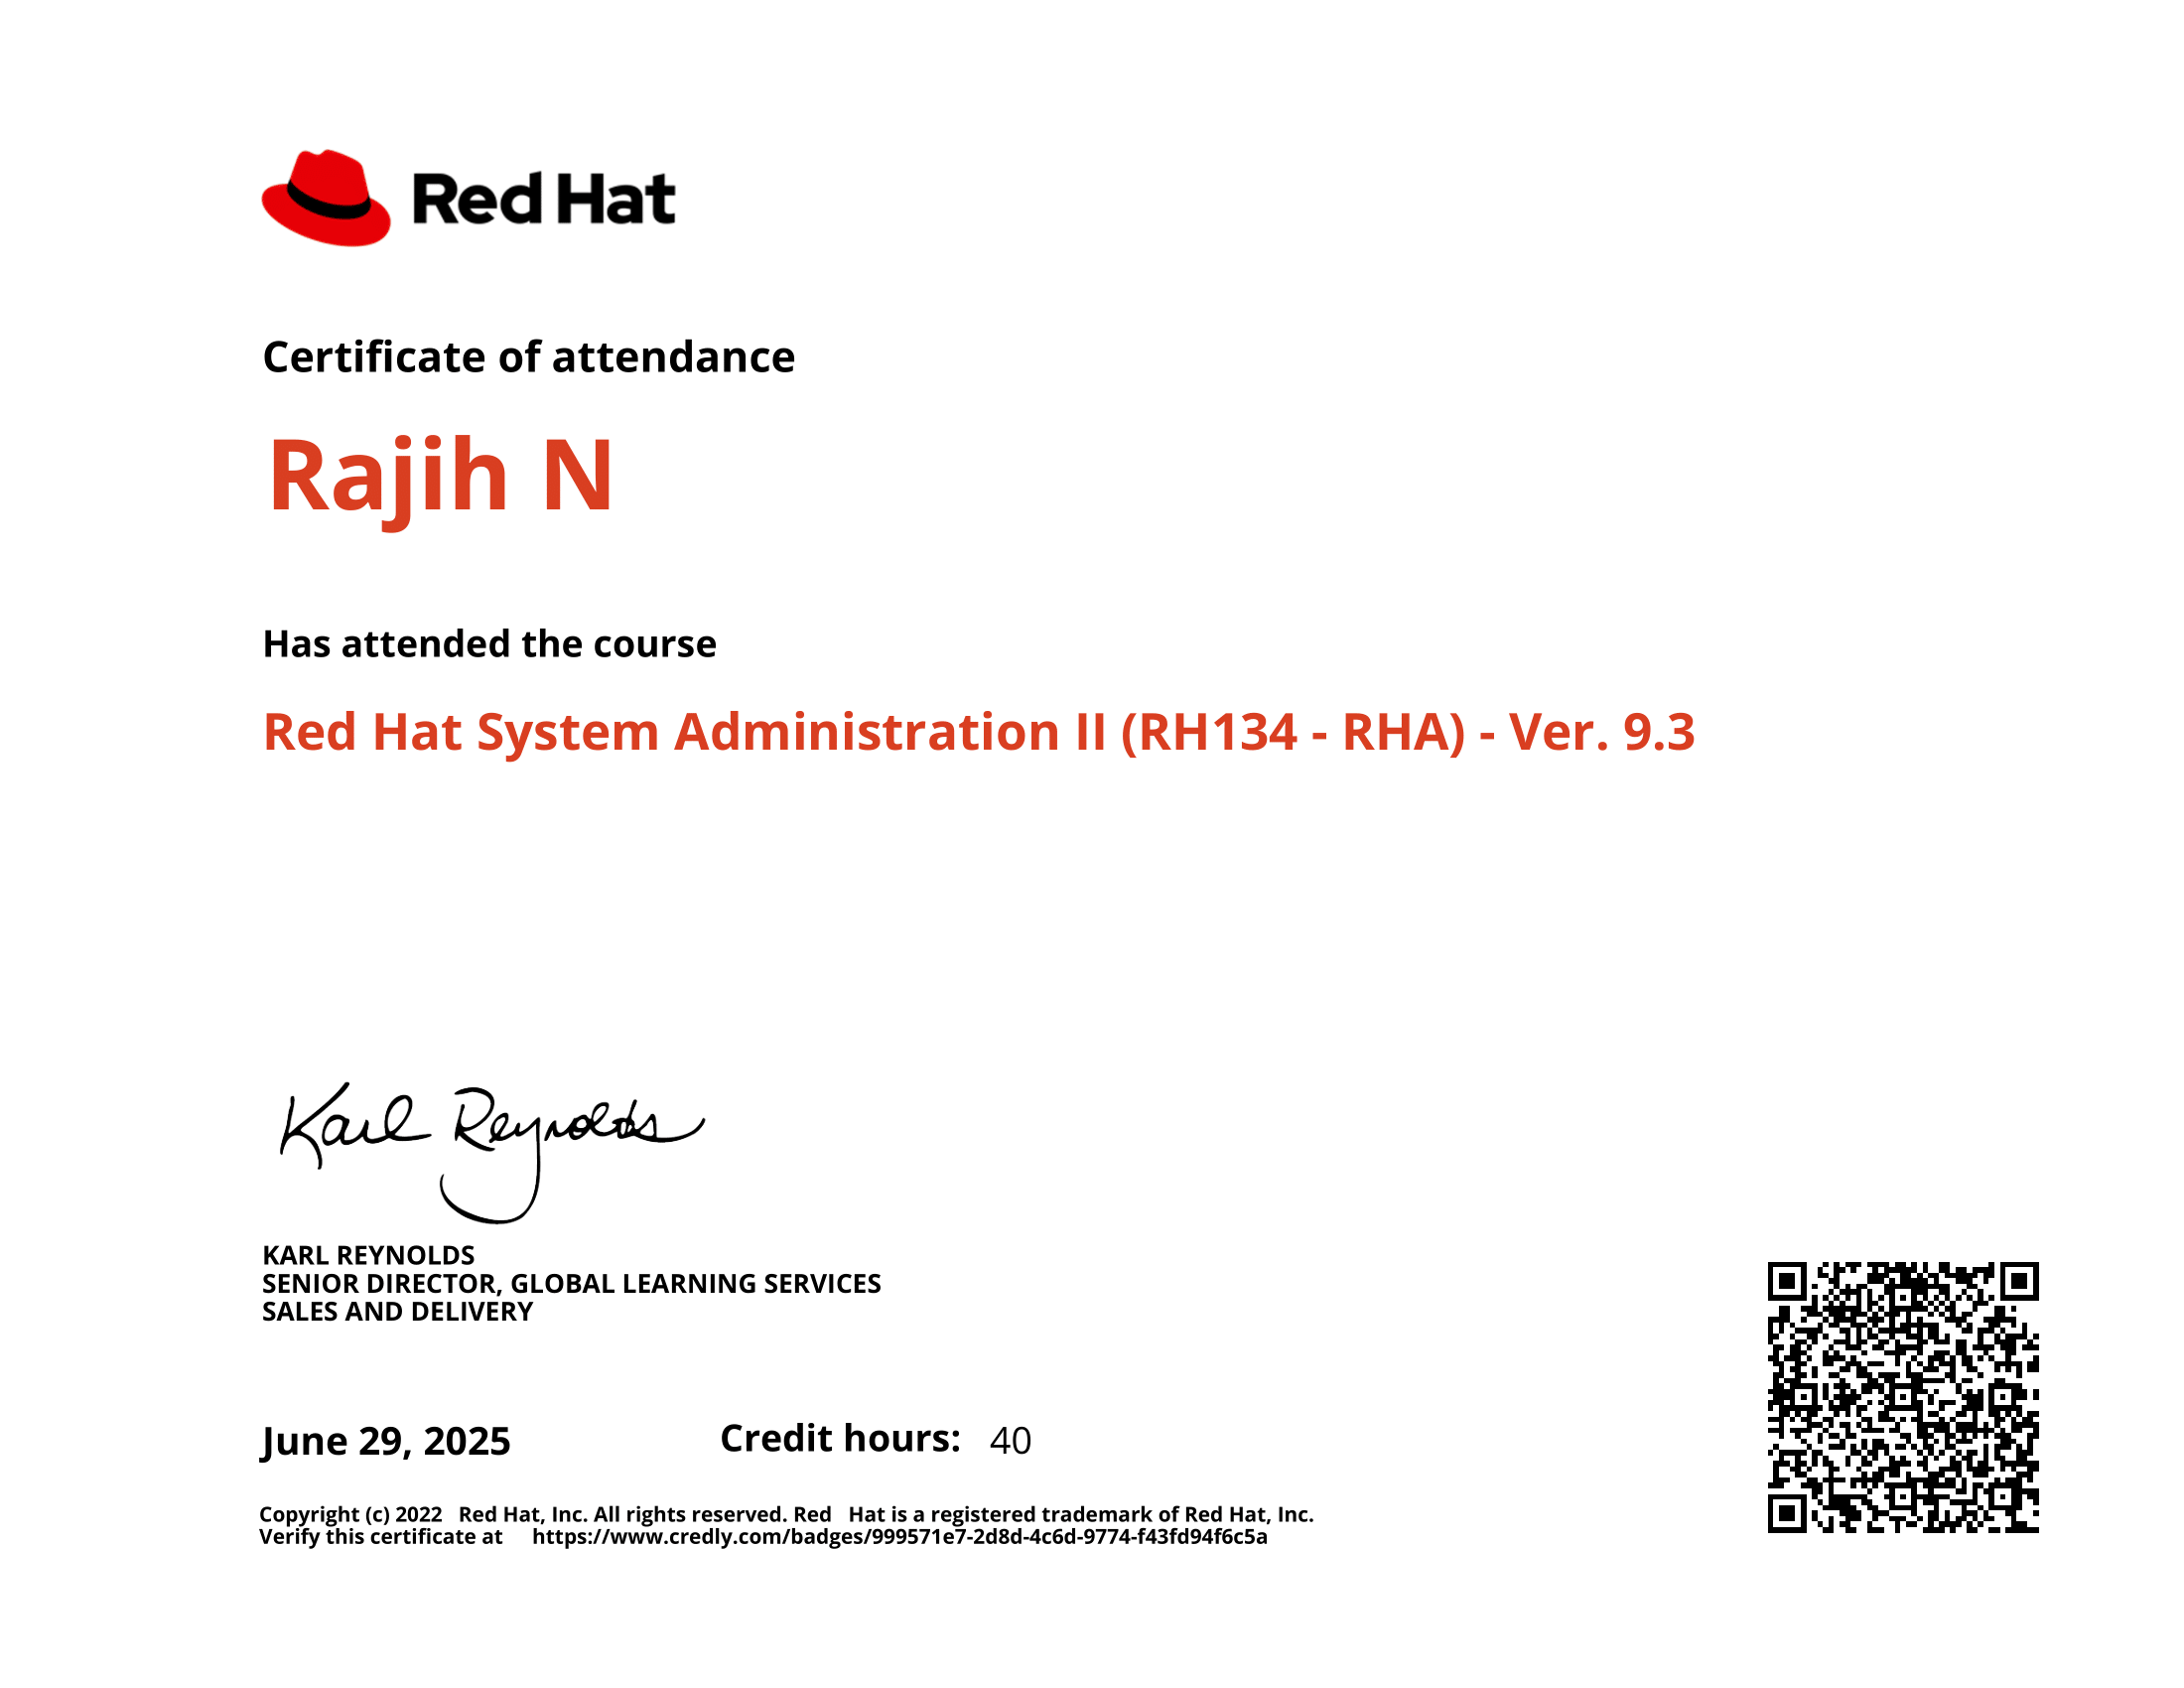 Red Hat
Certificate of attendance
Rajih N
Has attended the course
Red Hat System Administration II (RH134 - RHA) - Ver. 9.3
Karl Reynolds
KARL REYNOLDS
SENIOR DIRECTOR, GLOBAL LEARNING SERVICES
SALES AND DELIVERY
June 29, 2025 Credit hours: 40
Copyright (c) 2022 Red Hat, Inc. All rights reserved. Red Hat is a registered trademark of Red Hat, Inc.
Verify this certificate at https://www.credly.com/badges/999571e7-2d8d-4c6d-9774-f43fd94f6c5a